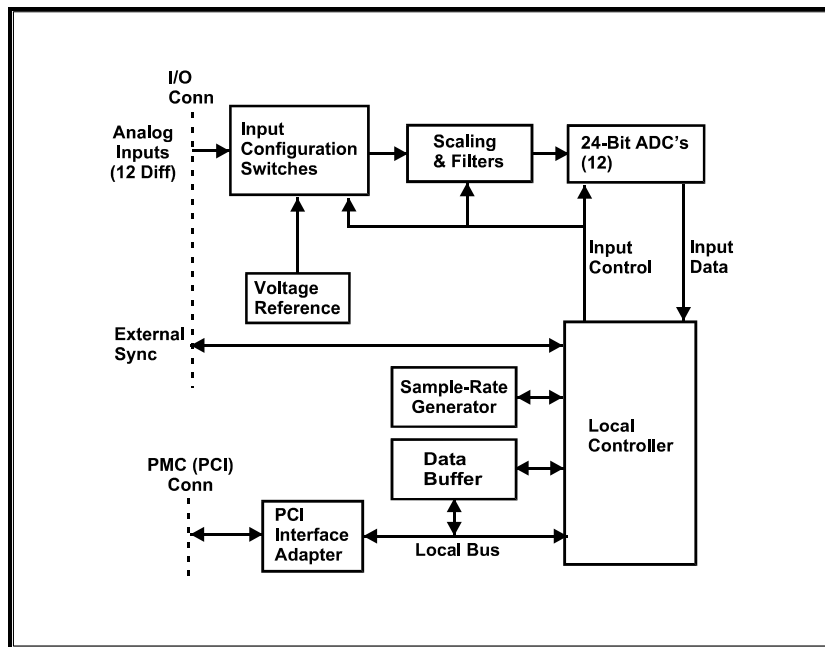 I/O
Conn
Analog
Inputs
(12 Diff)
Input
Configuration
Switches
Scaling
& Filters
24-Bit ADC's
(12)
Voltage
Reference
Input
Control
Input
Data
External
Sync
Sample-Rate
Generator
Local
Controller
Data
Buffer
PMC (PCI)
Conn
PCI
Interface
Adapter
Local Bus